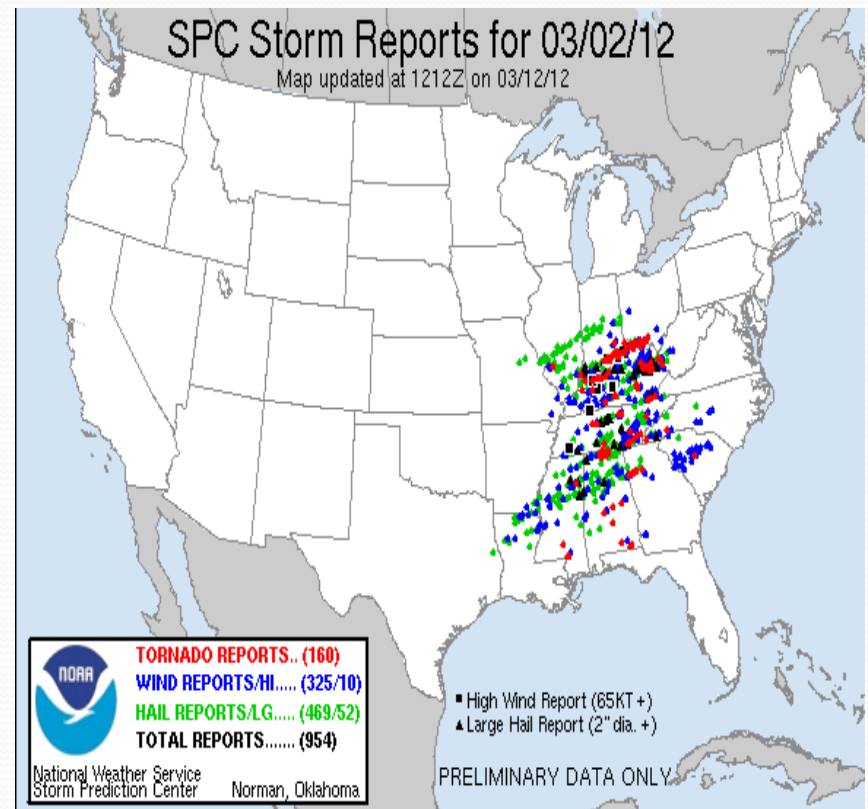 SPC Storm Reports for 03/02/12
Map updated at 1212Z on 03/12/12
NOAA
TORNADO REPORTS.. (160)
WIND REPORTS/HI..... (325/10)
HAIL REPORTS/LG..... (469/52)
TOTAL REPORTS....... (954)
National Weather Service
Storm Prediction Center Norman, Oklahoma
■ High Wind Report (65KT +)
▲ Large Hail Report (2" dia. +)
PRELIMINARY DATA ONLY